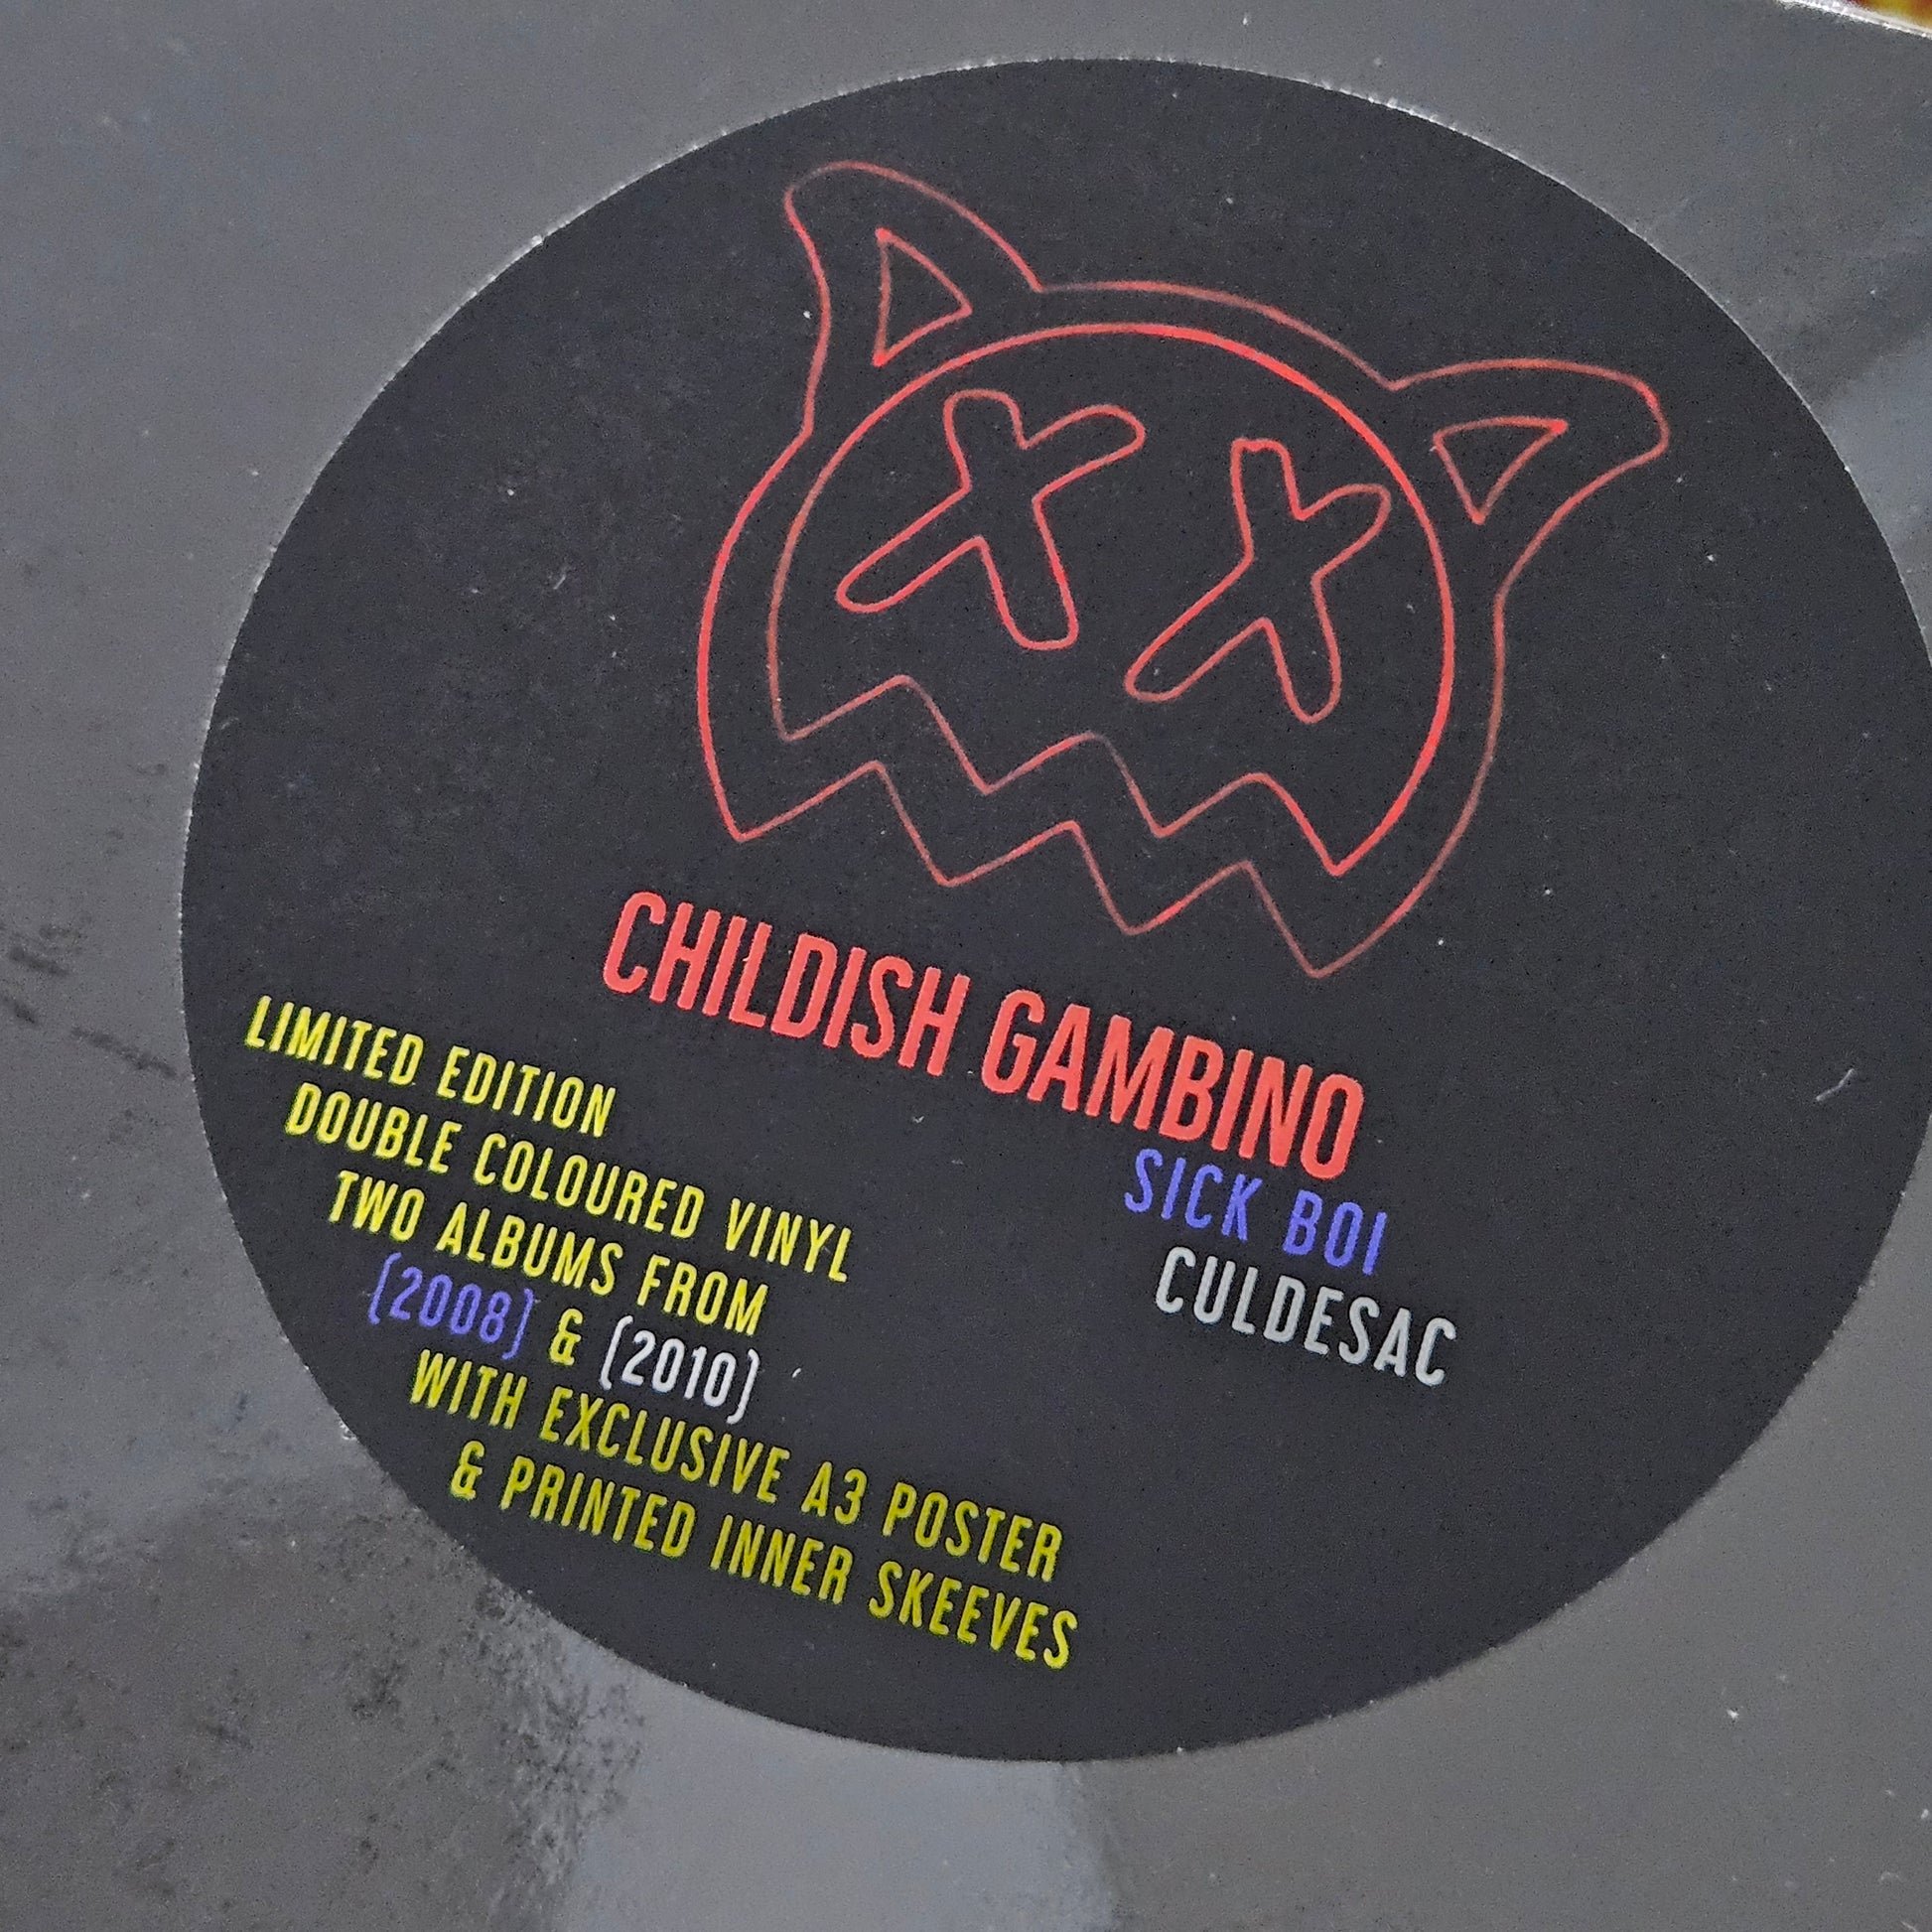 CHILDISH GAMBINO
SICK BOI
CULDESAC
LIMITED EDITION
DOUBLE COLOURED VINYL
TWO ALBUMS FROM
(2008) & (2010)
WITH EXCLUSIVE A3 POSTER
& PRINTED INNER SKEEVES